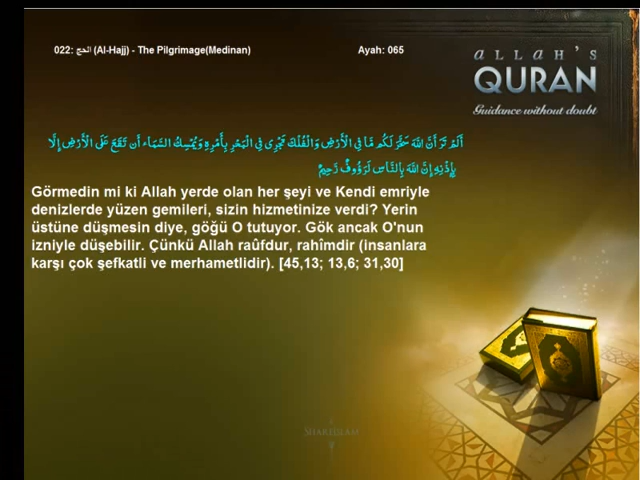 022: الحج (Al-Hajj) - The Pilgrimage(Medinan) Ayah: 065
ALLAH'S
QURAN
Guidance without doubt
أَلَمْ تَرَ أَنَّ اللَّهَ سَخَّرَ لَكُم مَّا فِي الْأَرْضِ وَالْفُلْكَ تَجْرِي فِي الْبَحْرِ بِأَمْرِهِ وَيُمْسِكُ السَّمَاء أَن تَقَعَ عَلَى الْأَرْضِ إِلَّا
بِإِذْنِهِ إِنَّ اللَّهَ بِالنَّاسِ لَرَؤُوفٌ رَّحِيمٌ
Görmedin mi ki Allah yerde olan her şeyi ve Kendi emriyle
denizlerde yüzen gemileri, sizin hizmetinize verdi? Yerin
üstüne düşmesin diye, göğü O tutuyor. Gök ancak O'nun
izniyle düşebilir. Çünkü Allah raûfdur, rahîmdir (insanlara
karşı çok şefkatli ve merhametlidir). [45,13; 13,6; 31,30]
SHAREISLAM